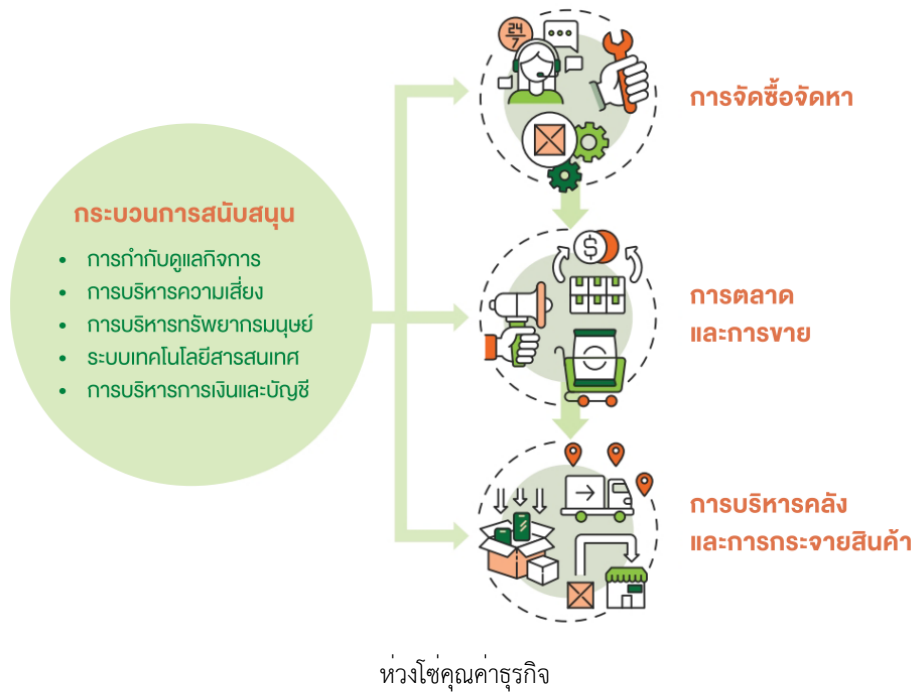 24
7
การจัดซื้อจัดหา
กระบวนการสนับสนุน
• การกำกับดูแลกิจการ
• การบริหารความเสี่ยง
• การบริหารทรัพยากรมนุษย์
• ระบบเทคโนโลยีสารสนเทศ
• การบริหารการเงินและบัญชี
$
การตลาด
และการขาย
การบริหารคลัง
และการกระจายสินค้า
ห่วงโซ่คุณค่าธุรกิจ